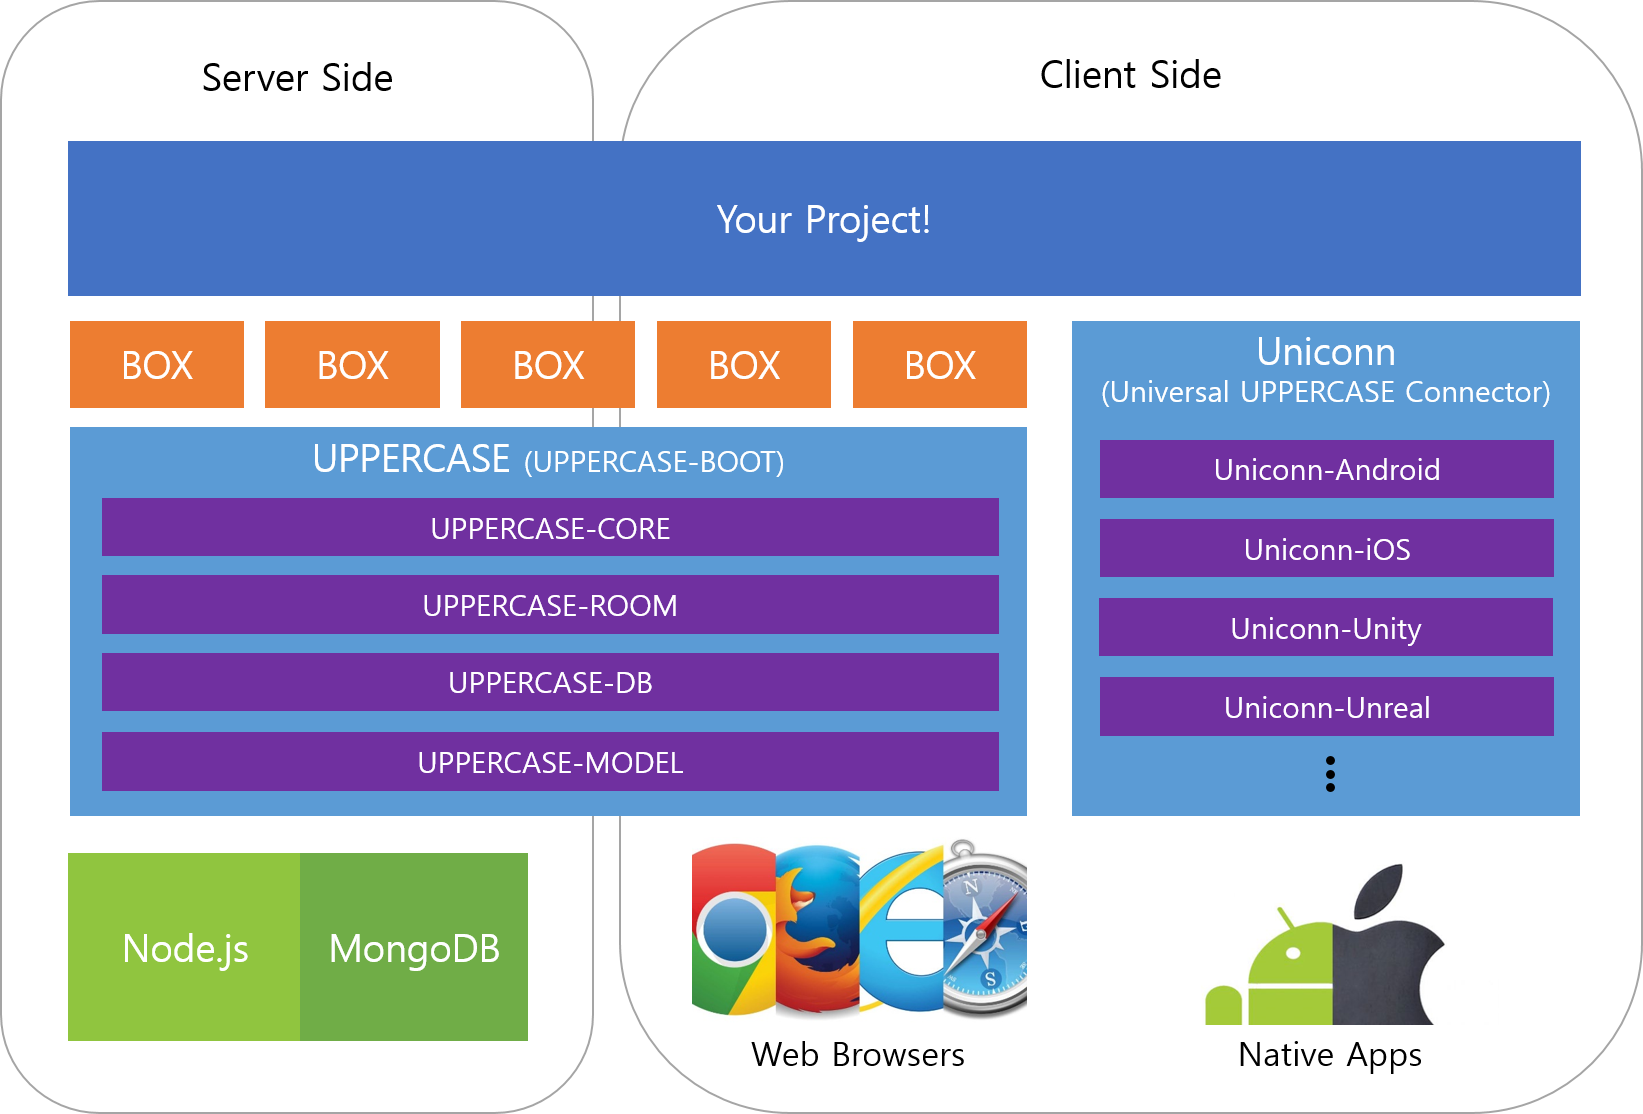 Server Side
Client Side
Your Project!
BOX
BOX
BOX
BOX
BOX
UPPERCASE (UPPERCASE-BOOT)
UPPERCASE-CORE
UPPERCASE-ROOM
UPPERCASE-DB
UPPERCASE-MODEL
Uniconn
(Universal UPPERCASE Connector)
Uniconn-Android
Uniconn-iOS
Uniconn-Unity
Uniconn-Unreal
Node.js
MongoDB
N
E
S
Web Browsers
Native Apps